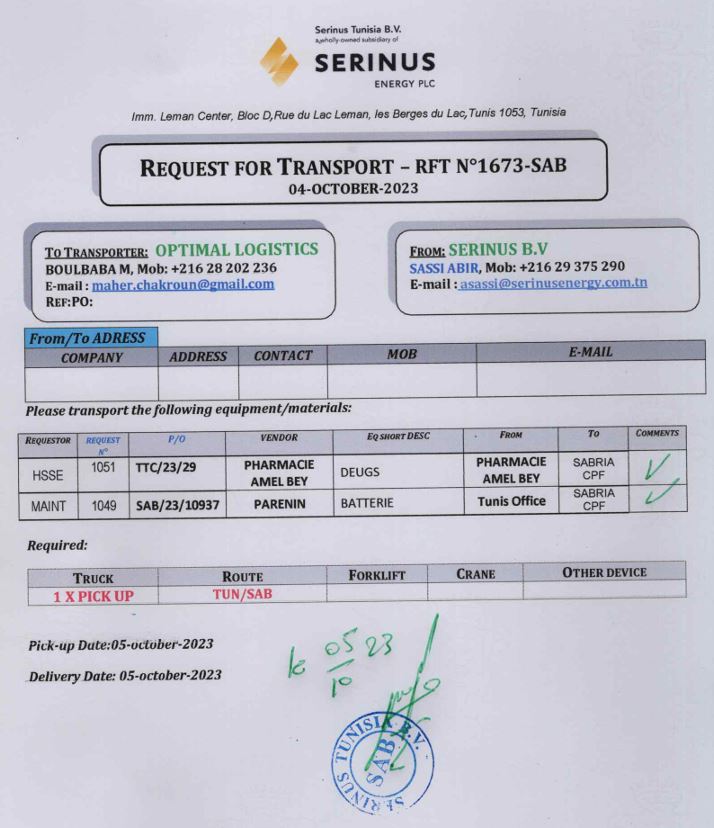 Serinus Tunisia B.V.
a wholly-owned subsidiary of
SERINUS
ENERGY PLC
Imm. Leman Center, Bloc D,Rue du Lac Leman, les Berges du Lac,Tunis 1053, Tunisia
REQUEST FOR TRANSPORT – RFT N°1673-SAB
04-OCTOBER-2023
TO TRANSPORTER: OPTIMAL LOGISTICS
BOULBABA M, Mob: +216 28 202 236
E-mail : maher.chakroun@gmail.com
REF:PO:
FROM: SERINUS B.V
SASSI ABIR, Mob: +216 29 375 290
E-mail : asassi@serinusenergy.com.tn
From/To ADRESS
COMPANY ADDRESS CONTACT MOB E-MAIL
Please transport the following equipment/materials:
REQUESTOR REQUEST N° P/O VENDOR EQ SHORT DESC FROM TO COMMENTS
HSSE 1051 TTC/23/29 PHARMACIE AMEL BEY DEUGS PHARMACIE AMEL BEY SABRIA CPF
MAINT 1049 SAB/23/10937 PARENIN BATTERIE Tunis Office SABRIA CPF
Required:
TRUCK ROUTE FORKLIFT CRANE OTHER DEVICE
1 X PICK UP TUN/SAB
Pick-up Date:05-october-2023
Delivery Date: 05-october-2023
le 05/10 23
SERINUS TUNISIA B.V.
SAB